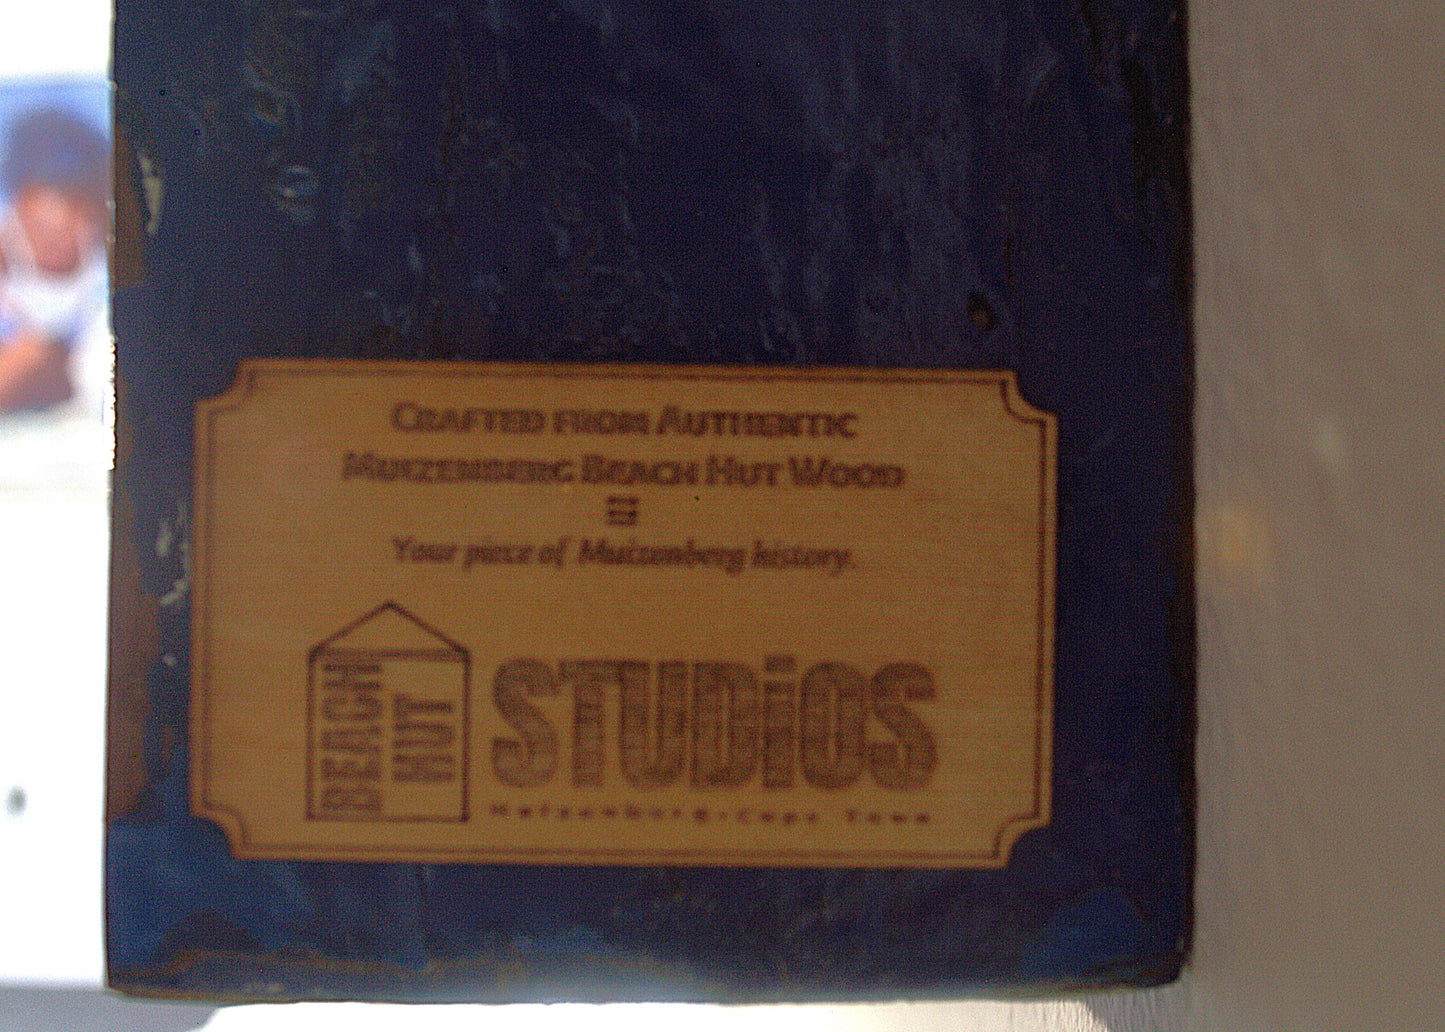 Crafted from Authentic
Muizenberg Beach Hut Wood
Your piece of Muizenberg history.
BEACH
HUT
STUDiOS
Muizenberg • Cape Town